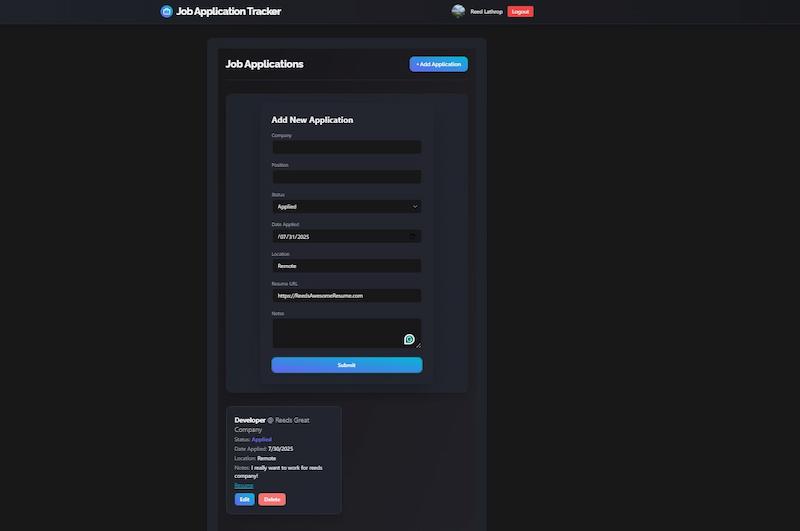 Job Application Tracker
Reed Lathrop
Logout
Job Applications
+ Add Application
Add New Application
Company
Position
Status
Applied
Date Applied
07/31/2025
Location
Remote
Resume URL
https://ReedsAwesomeResume.com
Notes
Submit
Developer @ Reeds Great
Company
Status: Applied
Date Applied: 7/30/2025
Location: Remote
Notes: I really want to work for reeds
company!
Resume
Edit
Delete